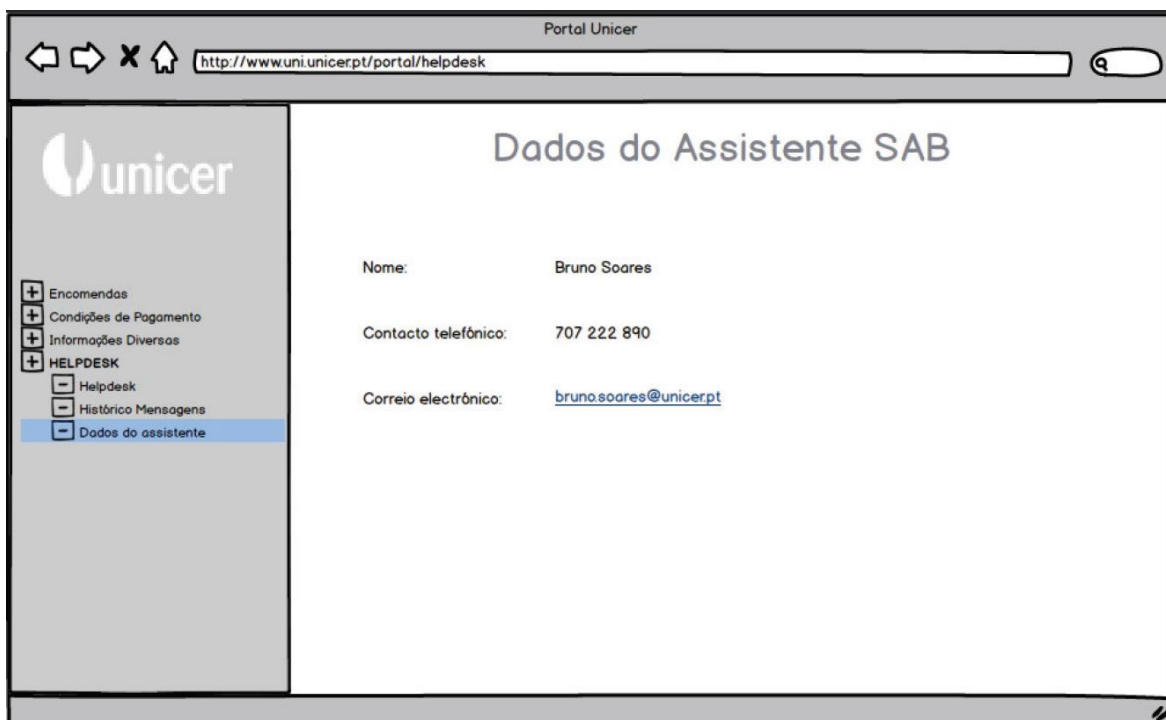 Portal Unicer
http://www.uni.unicer.pt/portal/helpdesk
unicer
Encomendas
Condições de Pagamento
Informações Diversas
HELPDESK
Helpdesk
Histórico Mensagens
Dados do assistente
Dados do Assistente SAB
Nome: Bruno Soares
Contacto telefónico: 707 222 890
Correio electrónico: bruno.soares@unicer.pt